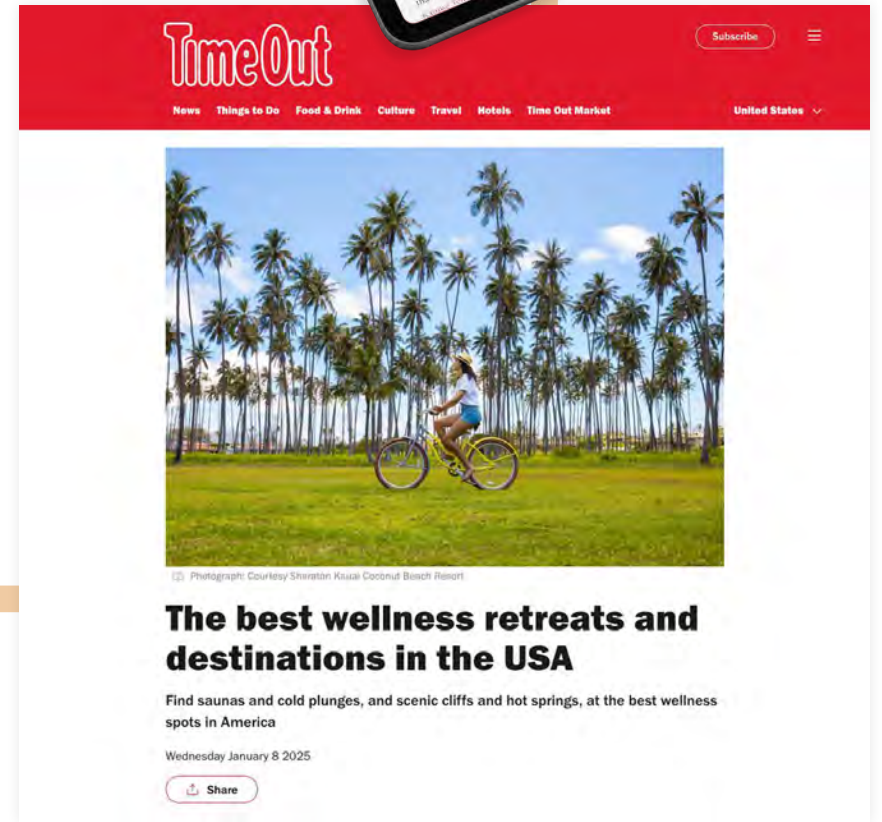 TimeOut
Subscribe
News Things to Do Food & Drink Culture Travel Hotels Time Out Market United States
Photograph: Courtesy Sheraton Kauai Coconut Beach Resort
The best wellness retreats and
destinations in the USA
Find saunas and cold plunges, and scenic cliffs and hot springs, at the best wellness
spots in America
Wednesday January 8 2025
Share